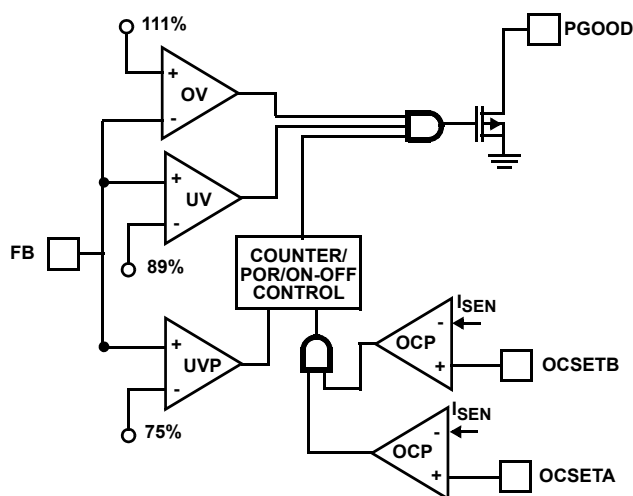 111%
PGOOD
+
OV
-
+
UV
-
FB
89%
COUNTER/
POR/ON-OFF
CONTROL
+
UVP
-
75%
ISEN
-
OCP
+
OCSETB
ISEN
-
OCP
+
OCSETA